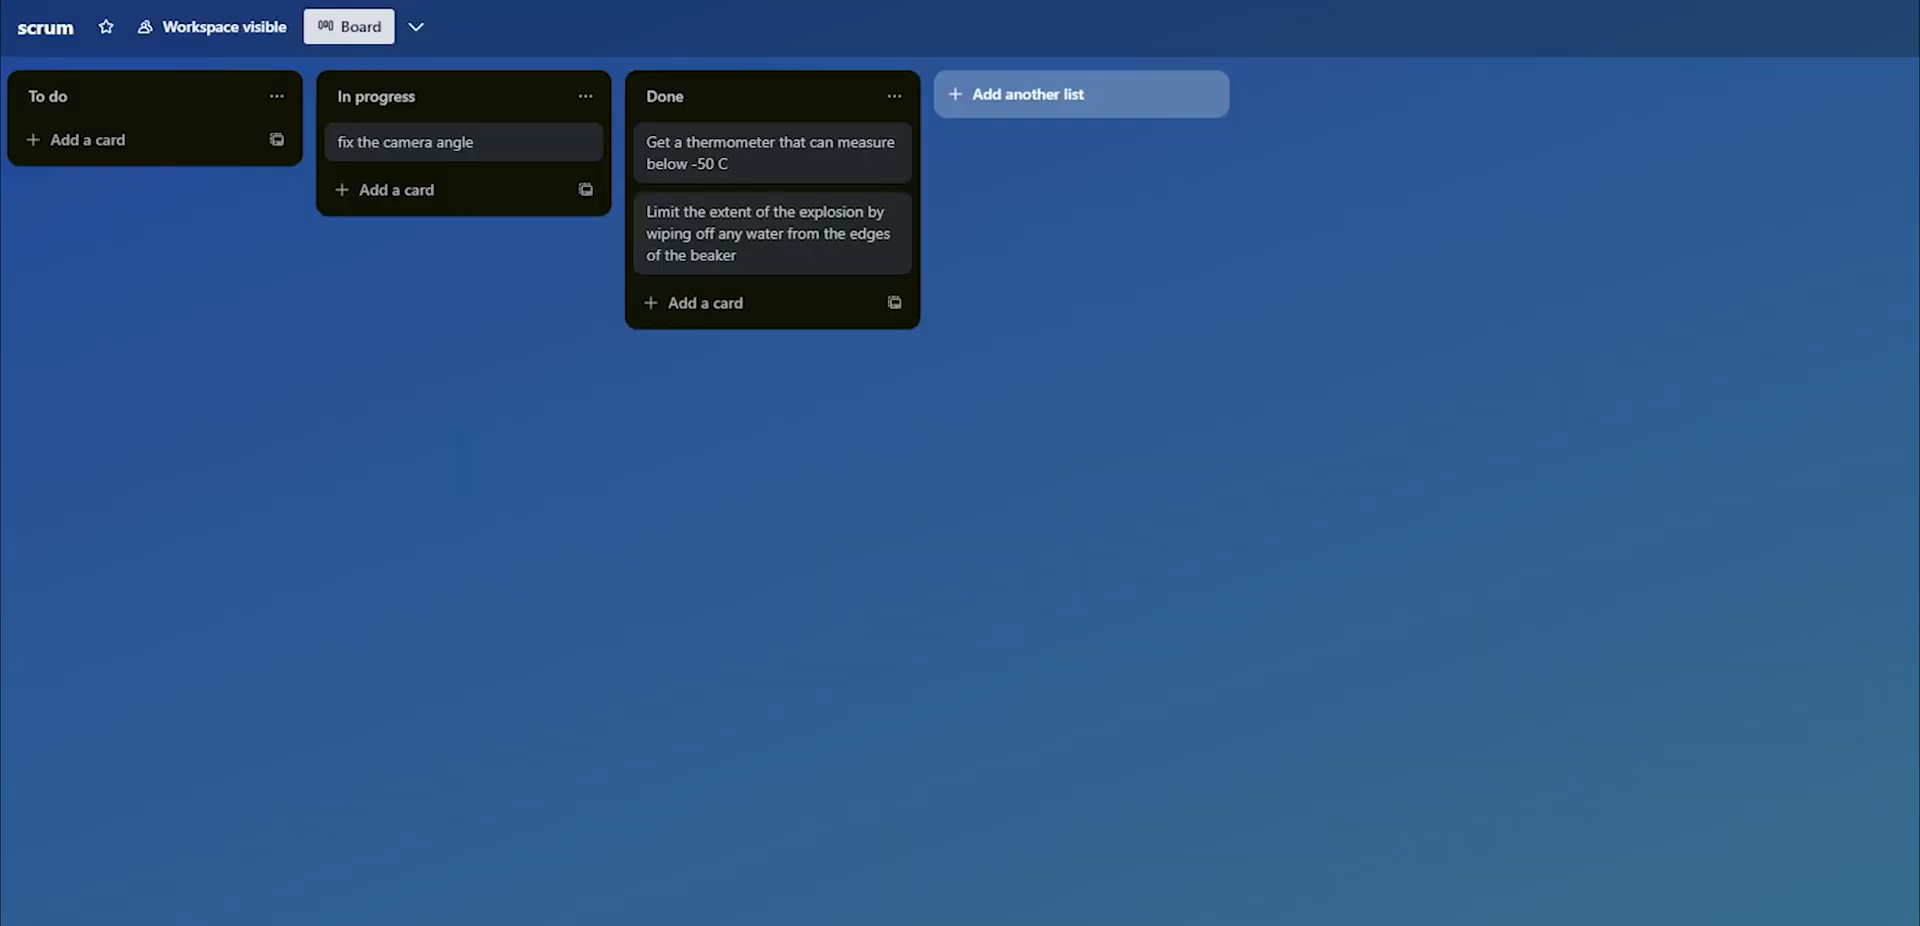 scrum
Workspace visible
Board
To do
Add a card
In progress
fix the camera angle
Add a card
Done
Get a thermometer that can measure
below -50 C
Limit the extent of the explosion by
wiping off any water from the edges
of the beaker
Add a card
Add another list